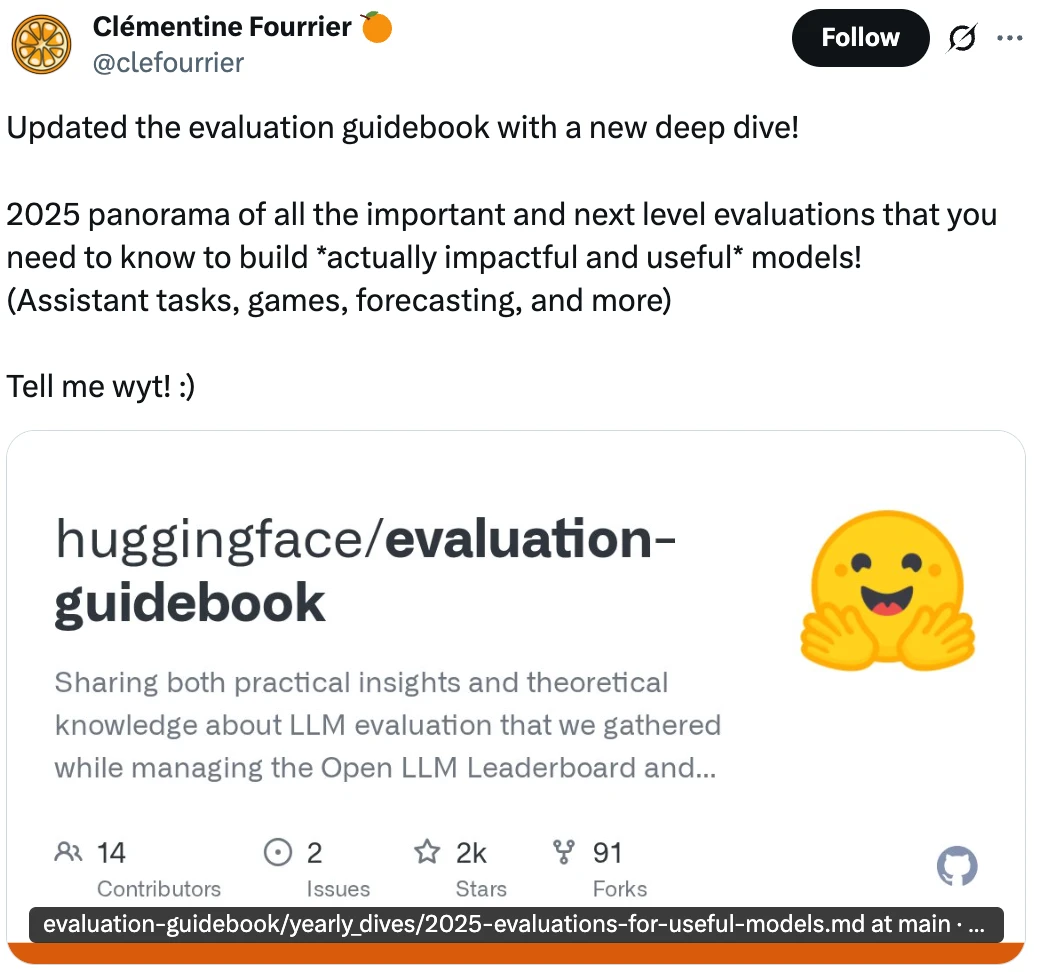 Clémentine Fourrier 🍊
@clefourrier
Follow
Updated the evaluation guidebook with a new deep dive!
2025 panorama of all the important and next level evaluations that you
need to know to build *actually impactful and useful* models!
(Assistant tasks, games, forecasting, and more)
Tell me wyt! :)
huggingface/evaluation-
guidebook
Sharing both practical insights and theoretical
knowledge about LLM evaluation that we gathered
while managing the Open LLM Leaderboard and...
14 2 2k 91
Contributors Issues Stars Forks
evaluation-guidebook/yearly_dives/2025-evaluations-for-useful-models.md at main · ...